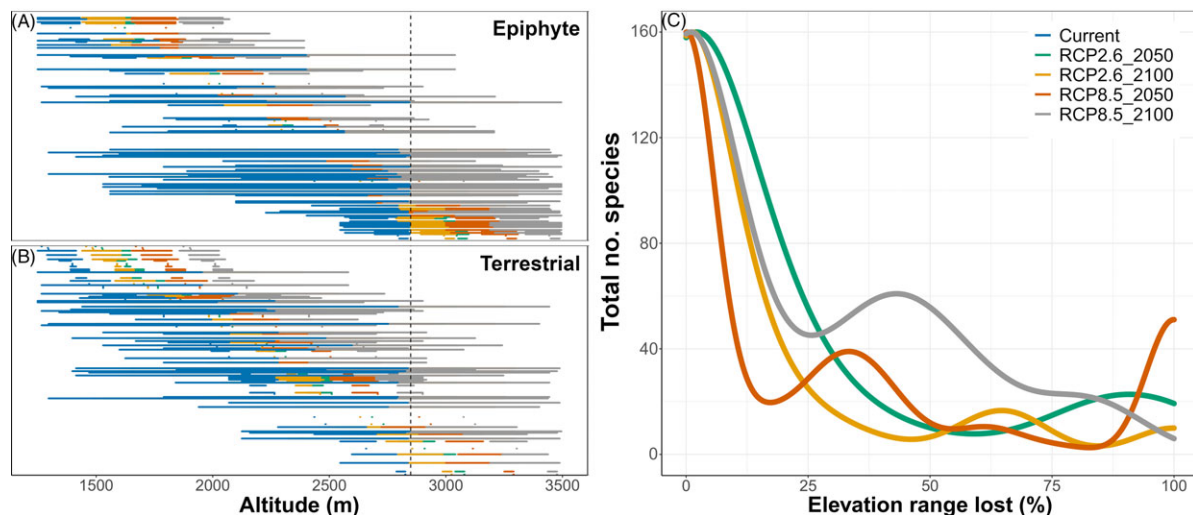 (A)
Epiphyte
(B)
Terrestrial
1500
2000
2500
3000
3500
Altitude (m)
(C)
Total no. species
160
120
80
40
0
Current
RCP2.6_2050
RCP2.6_2100
RCP8.5_2050
RCP8.5_2100
0
25
50
75
100
Elevation range lost (%)